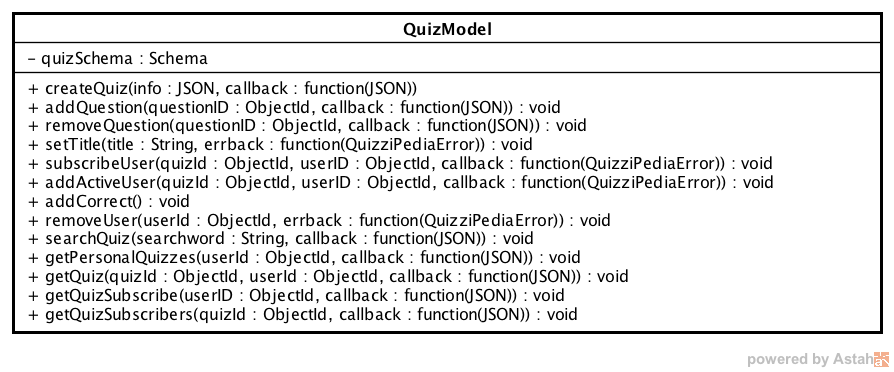 QuizModel
- quizSchema : Schema
+ createQuiz(info : JSON, callback : function(JSON))
+ addQuestion(questionID : ObjectId, callback : function(JSON)) : void
+ removeQuestion(questionID : ObjectId, callback : function(JSON)) : void
+ setTitle(title : String, errback : function(QuizziPediaError)) : void
+ subscribeUser(quizId : ObjectId, userID : ObjectId, callback : function(QuizziPediaError)) : void
+ addActiveUser(quizId : ObjectId, userID : ObjectId, callback : function(QuizziPediaError)) : void
+ addCorrect() : void
+ removeUser(userId : ObjectId, errback : function(QuizziPediaError)) : void
+ searchQuiz(searchword : String, callback : function(JSON)) : void
+ getPersonalQuizzes(userId : ObjectId, callback : function(JSON)) : void
+ getQuiz(quizId : ObjectId, userId : ObjectId, callback : function(JSON)) : void
+ getQuizSubscribe(userID : ObjectId, callback : function(JSON)) : void
+ getQuizSubscribers(quizId : ObjectId, callback : function(JSON)) : void
powered by Astah